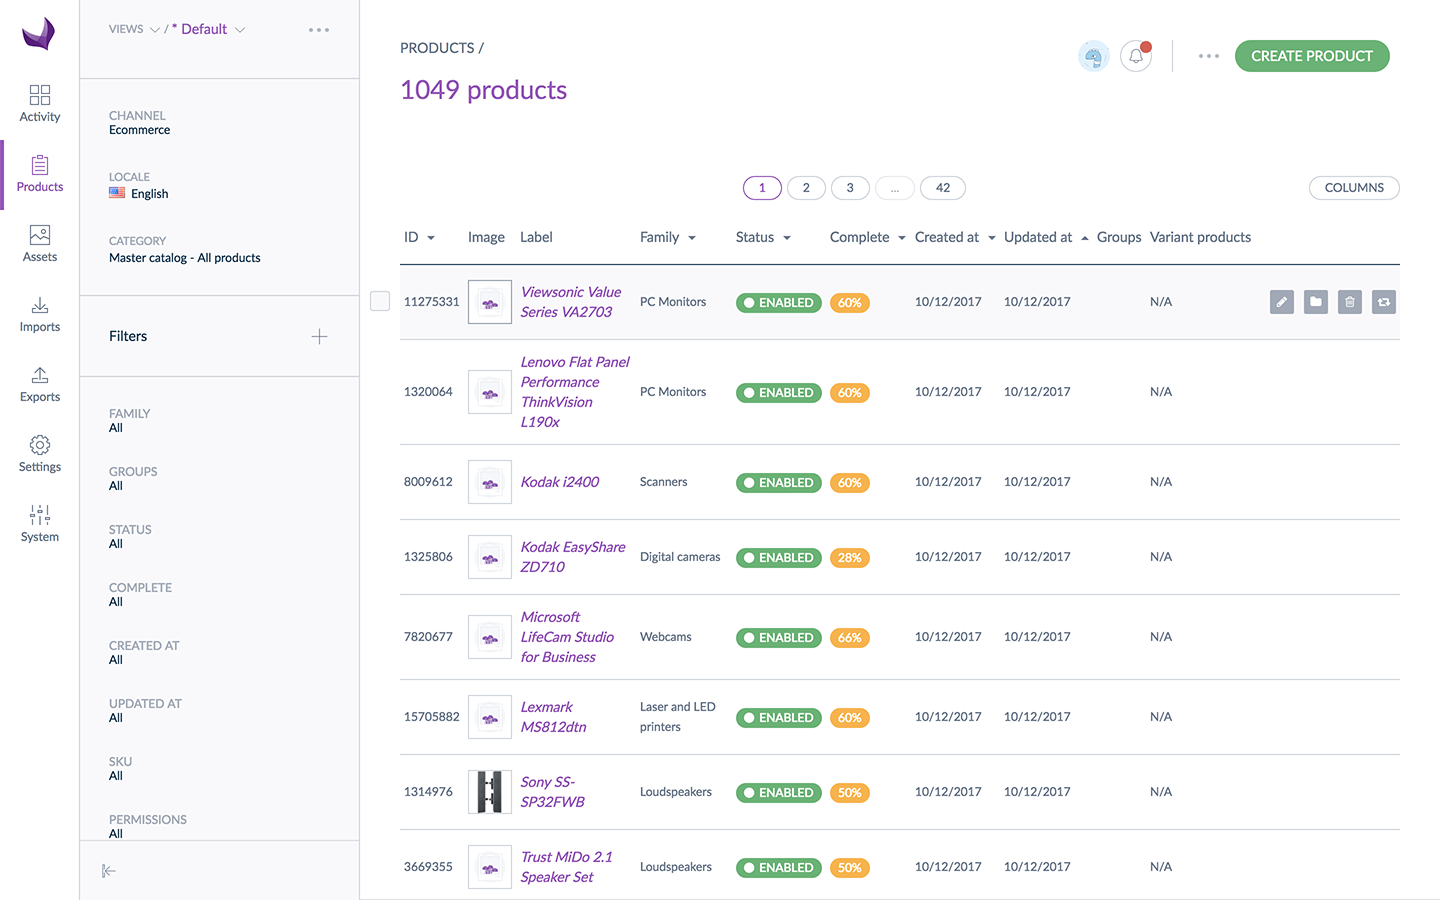 Activity
Products
Assets
Imports
Exports
Settings
System
VIEWS / * Default
CHANNEL
Ecommerce
LOCALE
English
CATEGORY
Master catalog - All products
Filters
FAMILY
All
GROUPS
All
STATUS
All
COMPLETE
All
CREATED AT
All
UPDATED AT
All
SKU
All
PERMISSIONS
All
PRODUCTS /
1049 products
CREATE PRODUCT
1 2 3 ... 42
COLUMNS
ID Image Label Family Status Complete Created at Updated at Groups Variant products
11275331 Viewsonic Value PC Monitors ENABLED 60% 10/12/2017 10/12/2017 N/A
Series VA2703
1320064 Lenovo Flat Panel PC Monitors ENABLED 60% 10/12/2017 10/12/2017 N/A
Performance
ThinkVision
L190x
8009612 Kodak i2400 Scanners ENABLED 60% 10/12/2017 10/12/2017 N/A
1325806 Kodak EasyShare Digital cameras ENABLED 28% 10/12/2017 10/12/2017 N/A
ZD710
7820677 Microsoft Webcams ENABLED 66% 10/12/2017 10/12/2017 N/A
LifeCam Studio
for Business
15705882 Lexmark Laser and LED ENABLED 60% 10/12/2017 10/12/2017 N/A
MS812dtn printers
1314976 Sony SS- Loudspeakers ENABLED 50% 10/12/2017 10/12/2017 N/A
SP32FWB
3669355 Trust MiDo 2.1 Loudspeakers ENABLED 50% 10/12/2017 10/12/2017 N/A
Speaker Set